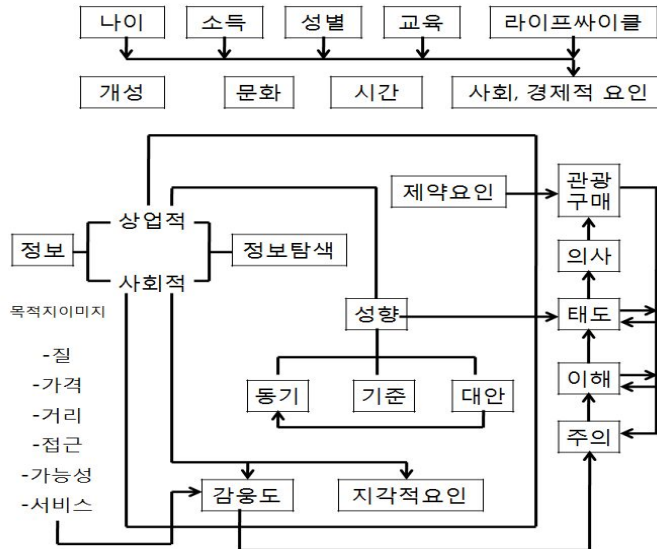 나이 소득 성별 교육 라이프싸이클
개성 문화 시간 사회, 경제적 요인
제약요인 관광
구매
상업적
정보 정보탐색 의사
사회적
목적지이미지 성향 태도
-질
-가격 동기 기준 대안 이해
-거리
-접근 주의
-가능성
-서비스 감웅도 지각적요인